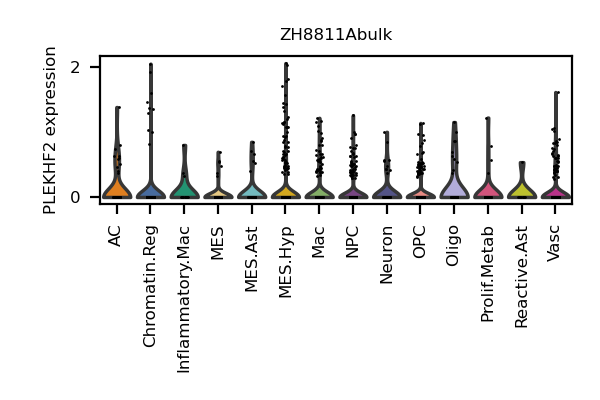 ZH8811Abulk
PLEKHF2 expression
2
0
AC
Chromatin.Reg
Inflammatory.Mac
MES
MES.Ast
MES.Hyp
Mac
NPC
Neuron
OPC
Oligo
Prolif.Metab
Reactive.Ast
Vasc